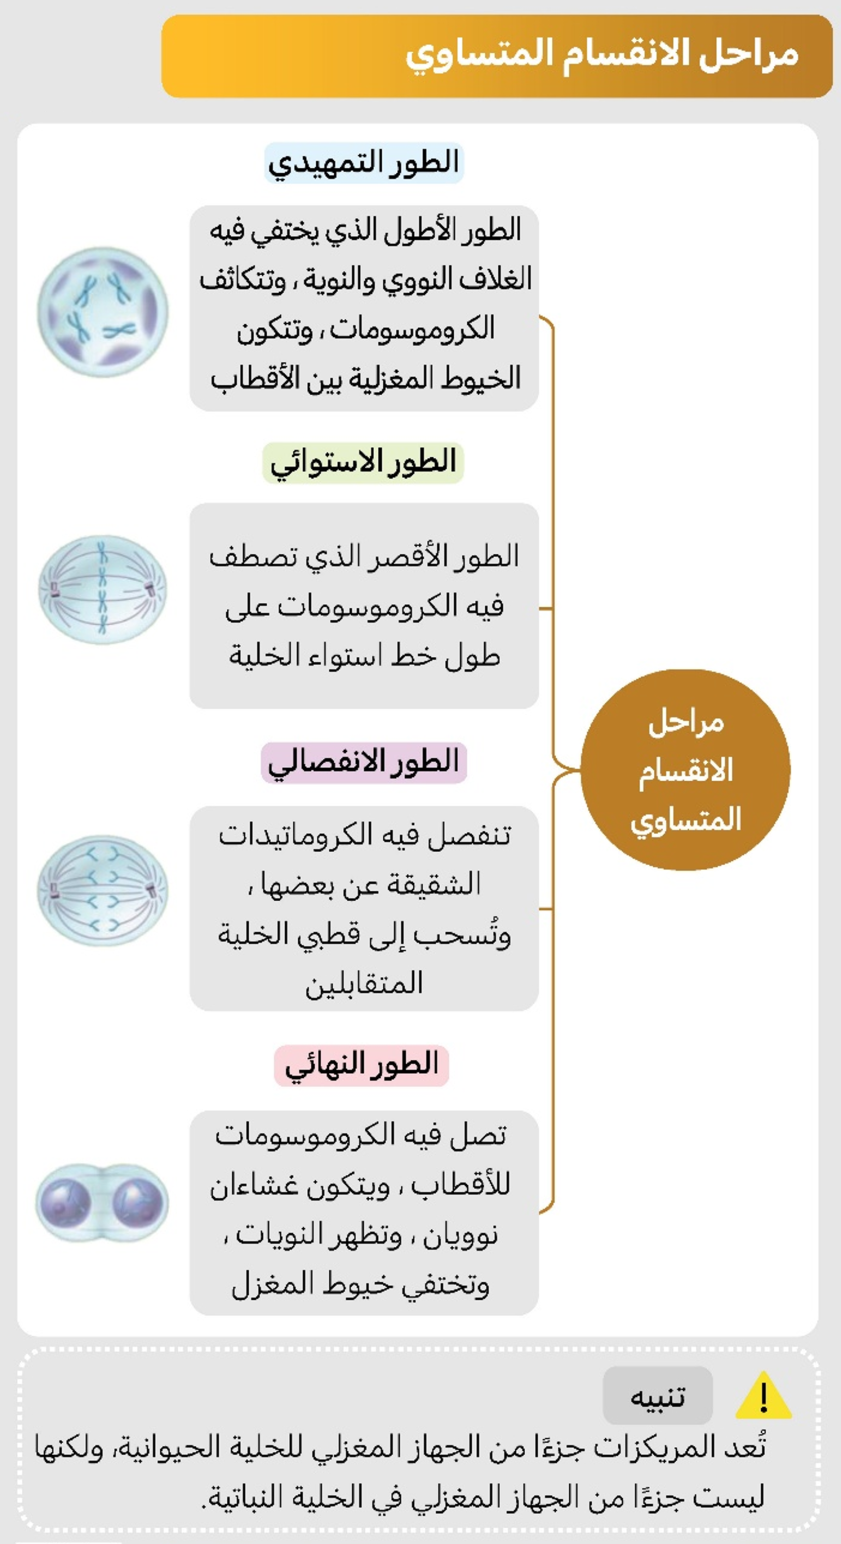 مراحل الانقسام المتساوي
الطور التمهيدي
الطور الأطول الذي يختفي فيه
الغلاف النووي والنوية ، وتتكاثف
الكروموسومات ، وتتكون
الخيوط المغزلية بين الأقطاب
الطور الاستوائي
الطور الأقصر الذي تصطف
فيه الكروموسومات على
طول خط استواء الخلية
مراحل
الانقسام
المتساوي
الطور الانفصالي
تنفصل فيه الكروماتيدات
الشقيقة عن بعضها ،
وتُسحب إلى قطبي الخلية
المتقابلين
الطور النهائي
تصل فيه الكروموسومات
للأقطاب ، ويتكون غشاءان
نوويان ، وتظهر النويات ،
وتختفي خيوط المغزل
تنبيه
تُعد المريكزات جزءًا من الجهاز المغزلي للخلية الحيوانية، ولكنها
ليست جزءًا من الجهاز المغزلي في الخلية النباتية.